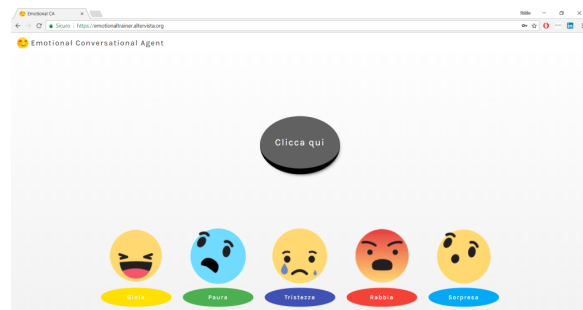 Emotional CA
Sicuro | https://emotionaltrainer.altervista.org
Emotional Conversational Agent
Clicca qui
Gioia
Paura
Tristezza
Rabbia
Sorpresa